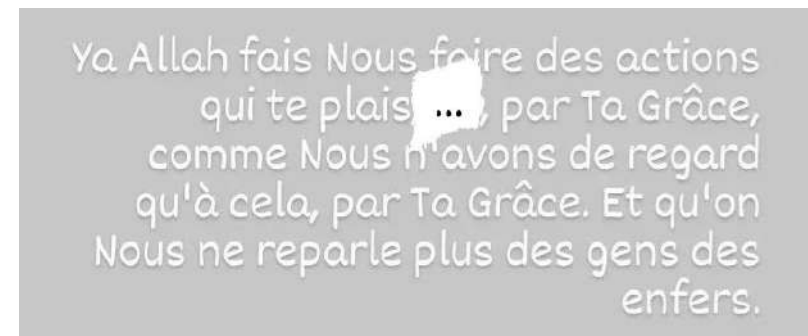 Ya Allah fais Nous faire des actions
qui te plais ... , par Ta Grâce,
comme Nous n'avons de regard
qu'à cela, par Ta Grâce. Et qu'on
Nous ne reparle plus des gens des
enfers.